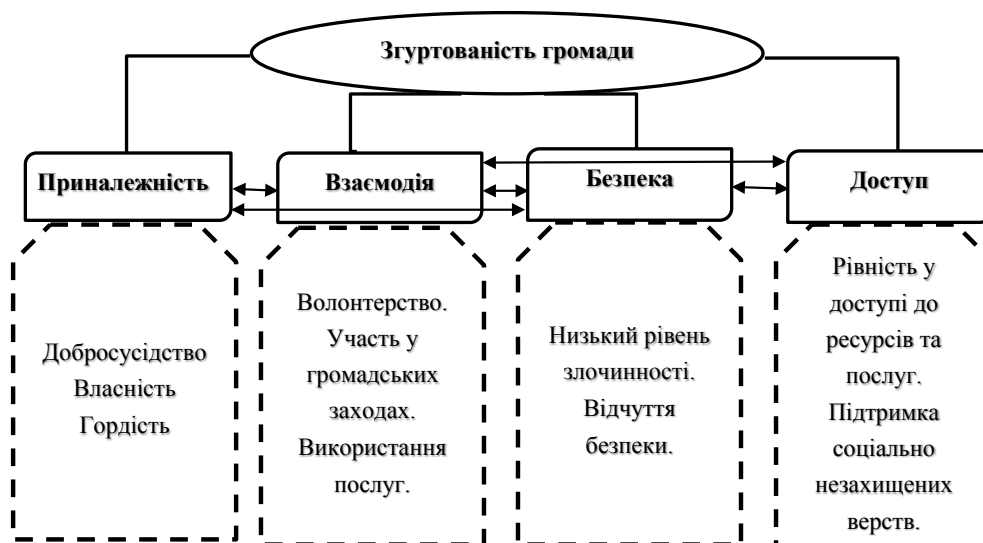 Згуртованість громади
Приналежність
Взаємодія
Безпека
Доступ
Добросусідство
Власність
Гордість
Волонтерство.
Участь у
громадських
заходах.
Використання
послуг.
Низький рівень
злочинності.
Відчуття
безпеки.
Рівність у
доступі до
ресурсів та
послуг.
Підтримка
соціально
незахищених
верств.